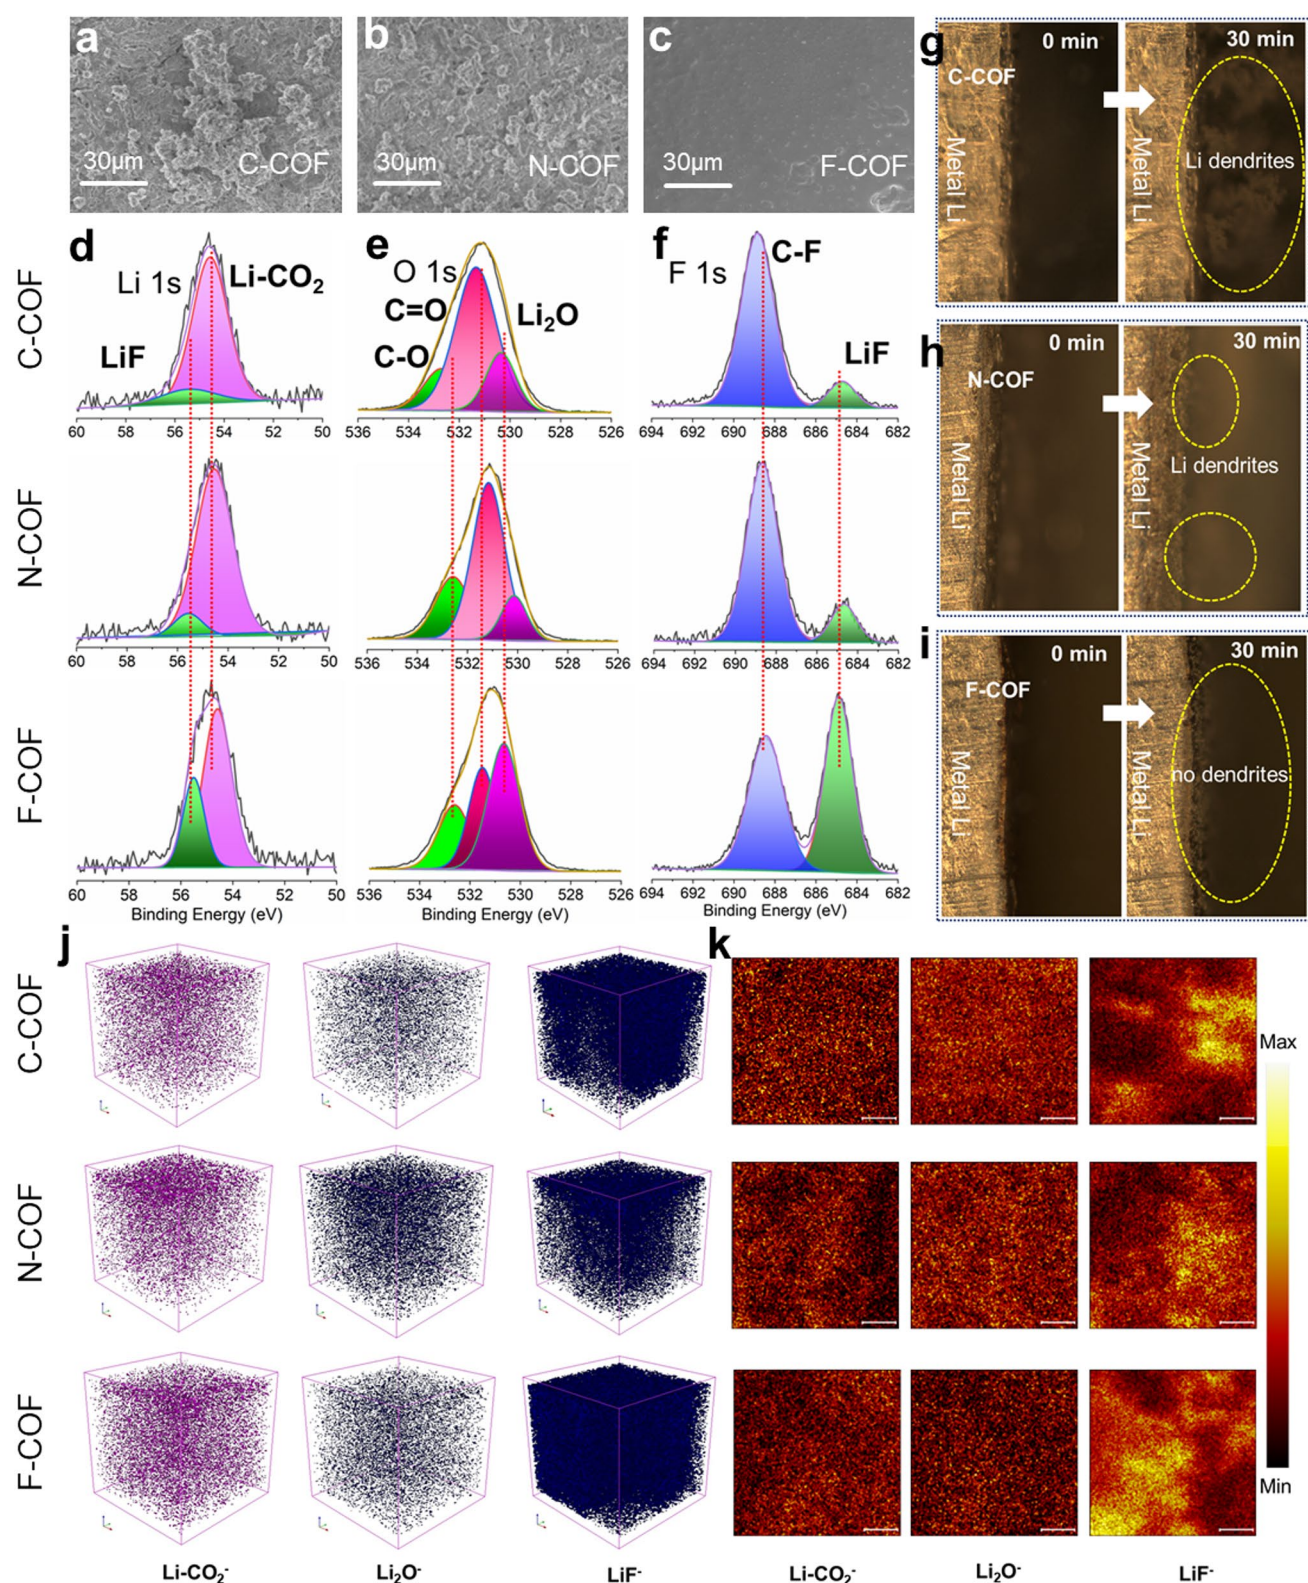 a
30µm
C-COF
b
30µm
N-COF
c
30µm
F-COF
g
C-COF
0 min
30 min
Metal Li
Metal Li
Li dendrites
h
N-COF
0 min
30 min
Metal Li
Metal Li
Li dendrites
i
F-COF
0 min
30 min
Metal Li
Metal Li
no dendrites
C-COF
N-COF
F-COF
d
Li 1s
Li-CO₂
LiF
60 58 56 54 52 50
60 58 56 54 52 50
60 58 56 54 52 50
Binding Energy (eV)
e
O 1s
C=O
C-O
Li₂O
536 534 532 530 528 526
536 534 532 530 528 526
536 534 532 530 528 526
Binding Energy (eV)
f
F 1s
C-F
LiF
694 692 690 688 686 684 682
694 692 690 688 686 684 682
694 692 690 688 686 684 682
Binding Energy (eV)
j
C-COF
N-COF
F-COF
Li-CO₂⁻
Li₂O⁻
LiF⁻
k
Max
Min
Li-CO₂⁻
Li₂O⁻
LiF⁻